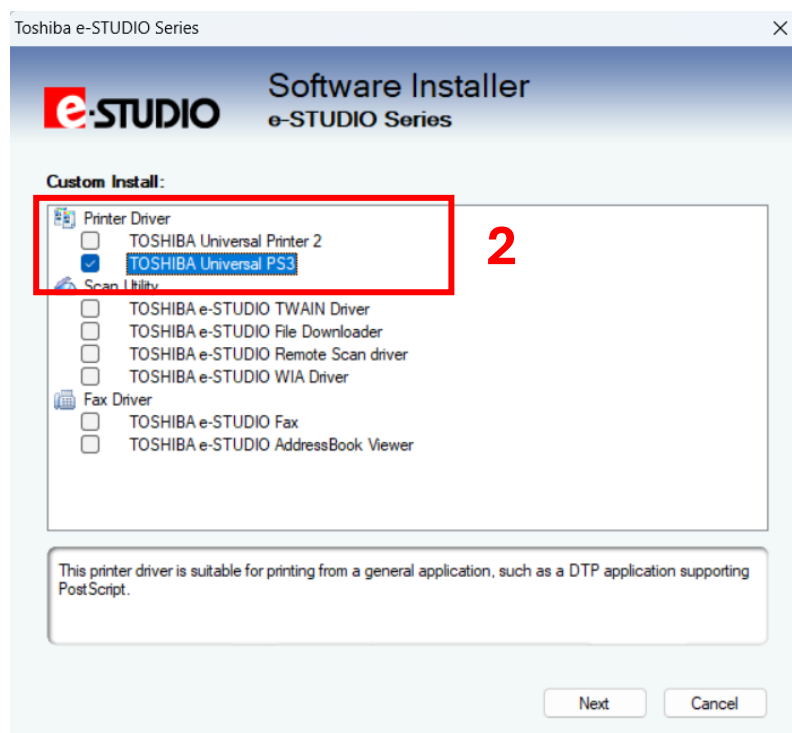 Toshiba e-STUDIO Series
e-STUDIO
Software Installer
e-STUDIO Series
Custom Install:
Printer Driver
TOSHIBA Universal Printer 2
TOSHIBA Universal PS3
2
Scan Utility
TOSHIBA e-STUDIO TWAIN Driver
TOSHIBA e-STUDIO File Downloader
TOSHIBA e-STUDIO Remote Scan driver
TOSHIBA e-STUDIO WIA Driver
Fax Driver
TOSHIBA e-STUDIO Fax
TOSHIBA e-STUDIO AddressBook Viewer
This printer driver is suitable for printing from a general application, such as a DTP application supporting
PostScript.
Next
Cancel